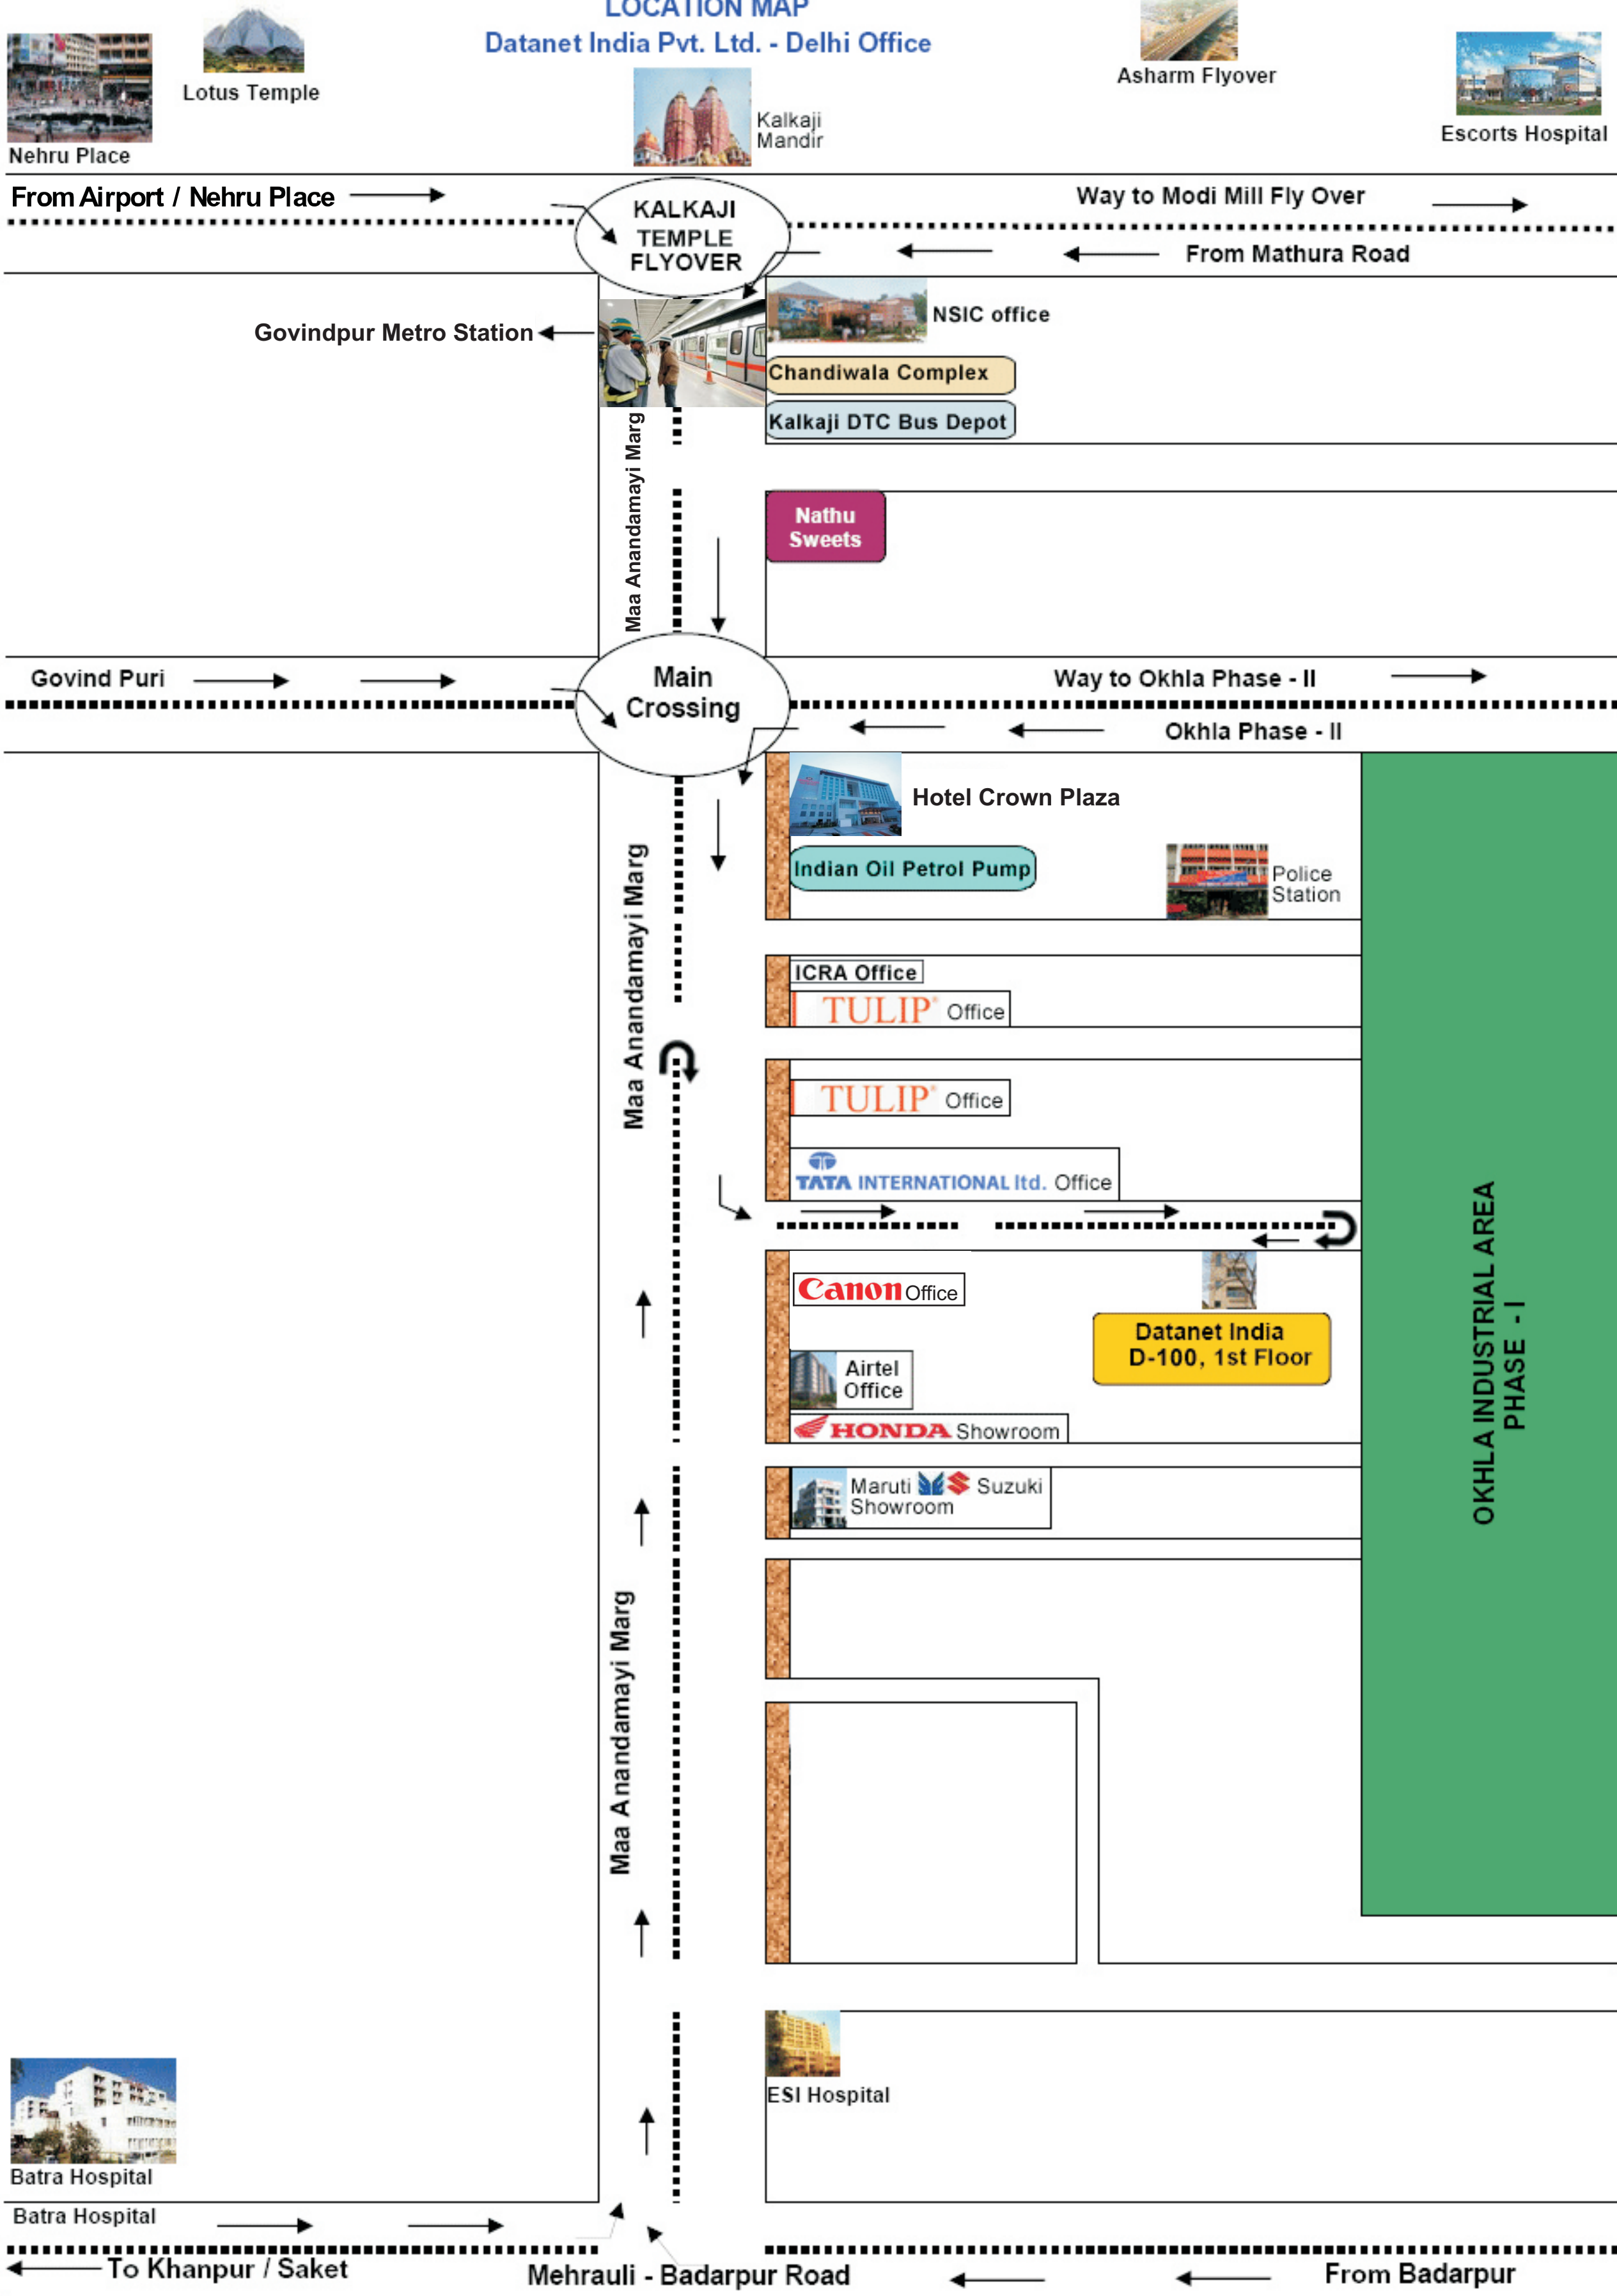 LOCATION MAP
Datanet India Pvt. Ltd. - Delhi Office
Lotus Temple
Nehru Place
Kalkaji
Mandir
Asharm Flyover
Escorts Hospital
From Airport / Nehru Place
KALKAJI
TEMPLE
FLYOVER
Way to Modi Mill Fly Over
From Mathura Road
Govindpur Metro Station
NSIC office
Chandiwala Complex
Kalkaji DTC Bus Depot
Maa Anandamayi Marg
Nathu
Sweets
Govind Puri
Main
Crossing
Way to Okhla Phase - II
Okhla Phase - II
Hotel Crown Plaza
Indian Oil Petrol Pump
Police
Station
Maa Anandamayi Marg
ICRA Office
TULIP Office
TULIP Office
TATA INTERNATIONAL ltd. Office
Canon Office
Datanet India
D-100, 1st Floor
Airtel
Office
HONDA Showroom
Maruti Suzuki
Showroom
OKHLA INDUSTRIAL AREA
PHASE - I
Maa Anandamayi Marg
ESI Hospital
Batra Hospital
Batra Hospital
To Khanpur / Saket
Mehrauli - Badarpur Road
From Badarpur